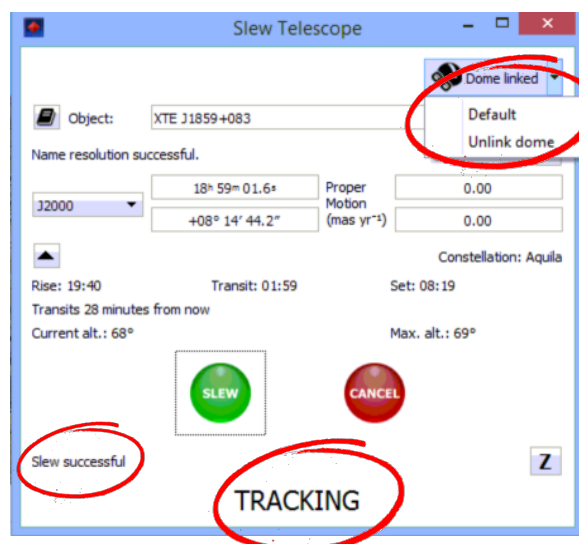 Slew Telescope
Dome linked
Default
Unlink dome
Object: XTE J1859+083
Name resolution successful.
J2000
18ʰ 59ᵐ 01.6ˢ
+08° 14′ 44.2″
Proper
Motion
(mas yr⁻¹)
0.00
0.00
Constellation: Aquila
Rise: 19:40 Transit: 01:59 Set: 08:19
Transits 28 minutes from now
Current alt.: 68° Max. alt.: 69°
SLEW CANCEL
Slew successful
Z
TRACKING